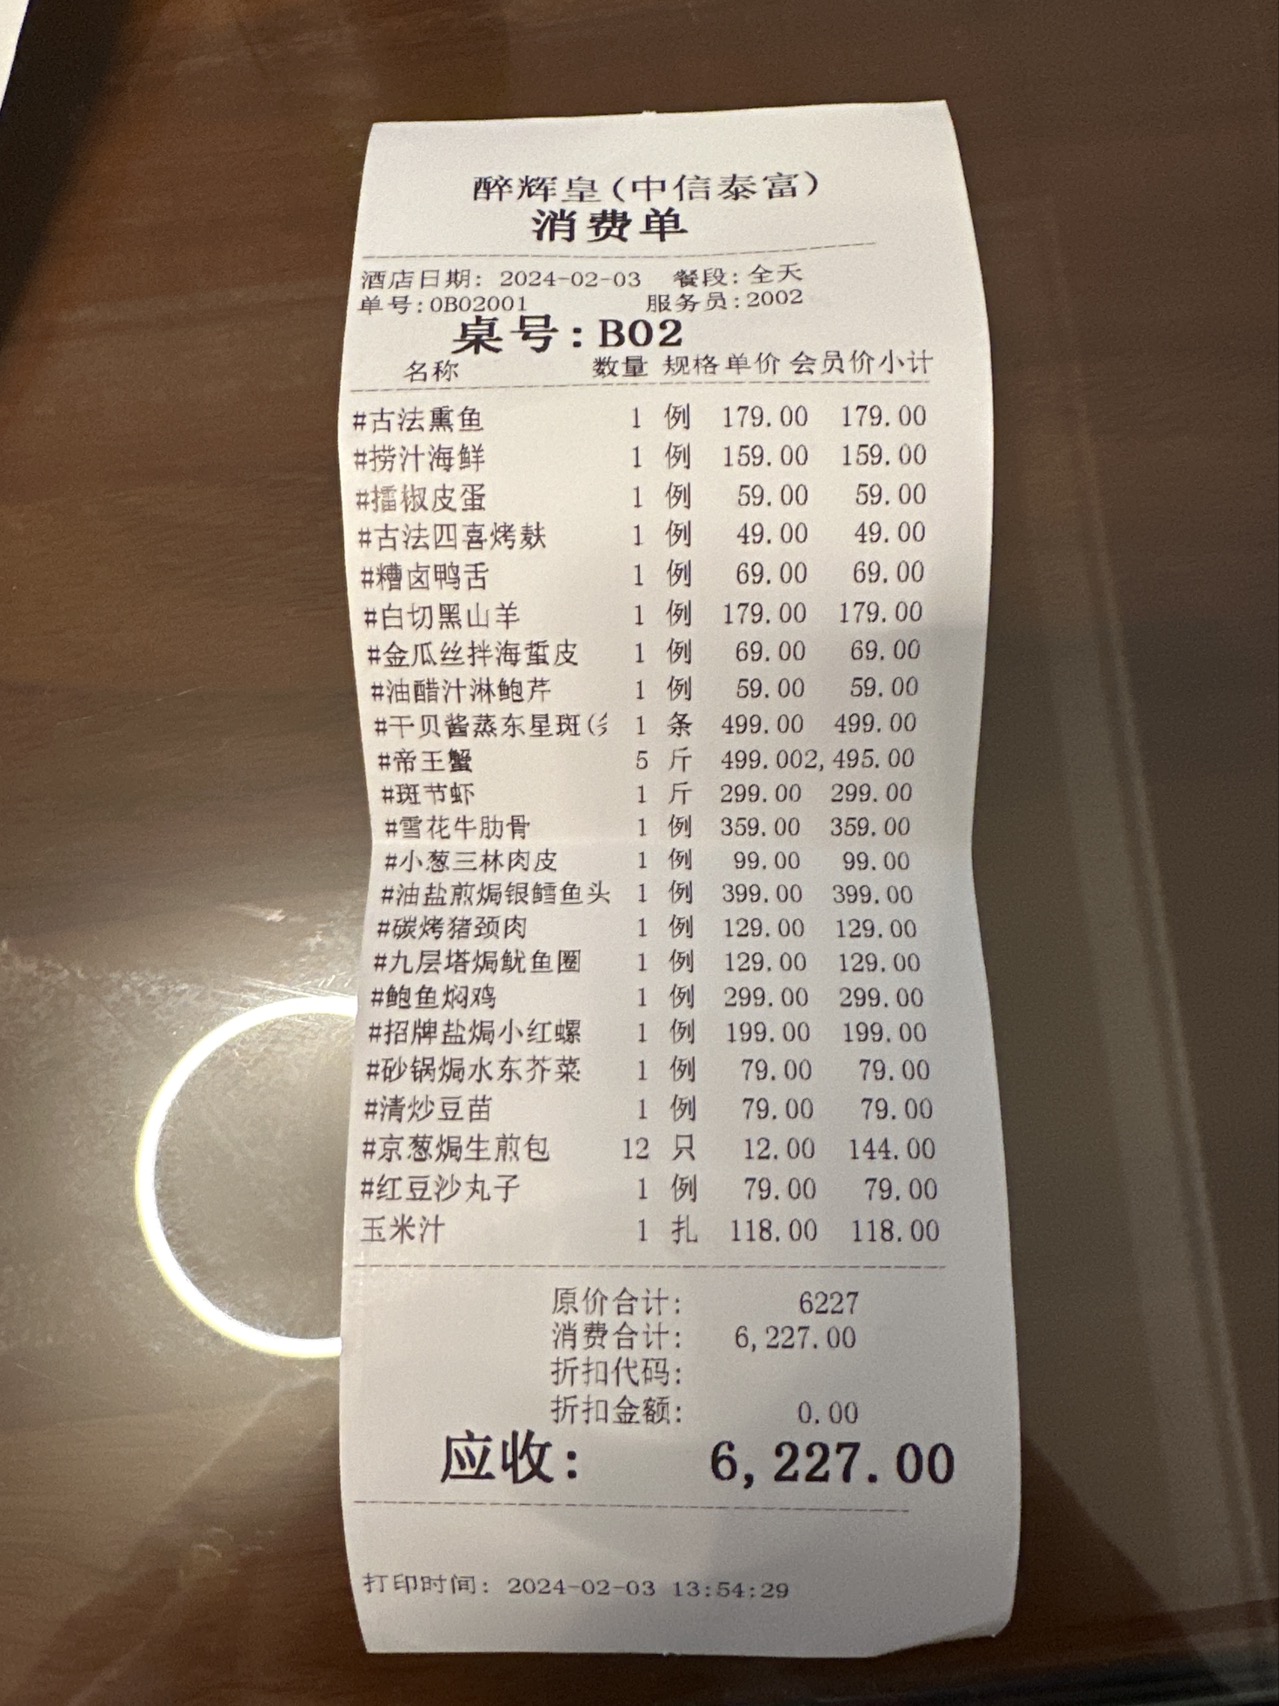 醉辉皇(中信泰富)
消费单
酒店日期: 2024-02-03 餐段:全天
单号:0B02001 服务员:2002
桌号:B02
名称 数量 规格 单价 会员价小计
#古法熏鱼 1 例 179.00 179.00
#捞汁海鲜 1 例 159.00 159.00
#擂椒皮蛋 1 例 59.00 59.00
#古法四喜烤麸 1 例 49.00 49.00
#糟卤鸭舌 1 例 69.00 69.00
#白切黑山羊 1 例 179.00 179.00
#金瓜丝拌海蜇皮 1 例 69.00 69.00
#油醋汁淋鲍芹 1 例 59.00 59.00
#干贝酱蒸东星斑( 1 条 499.00 499.00
#帝王蟹 5 斤 499.002,495.00
#斑节虾 1 斤 299.00 299.00
#雪花牛肋骨 1 例 359.00 359.00
#小葱三林肉皮 1 例 99.00 99.00
#油盐煎焗银鳕鱼头 1 例 399.00 399.00
#碳烤猪颈肉 1 例 129.00 129.00
#九层塔焗鱿鱼圈 1 例 129.00 129.00
#鲍鱼焖鸡 1 例 299.00 299.00
#招牌盐焗小红螺 1 例 199.00 199.00
#砂锅焗水东芥菜 1 例 79.00 79.00
#清炒豆苗 1 例 79.00 79.00
#京葱焗生煎包 12 只 12.00 144.00
#红豆沙丸子 1 例 79.00 79.00
玉米汁 1 扎 118.00 118.00
原价合计: 6227
消费合计: 6,227.00
折扣代码:
折扣金额: 0.00
应收: 6,227.00
打印时间: 2024-02-03 13:54:29